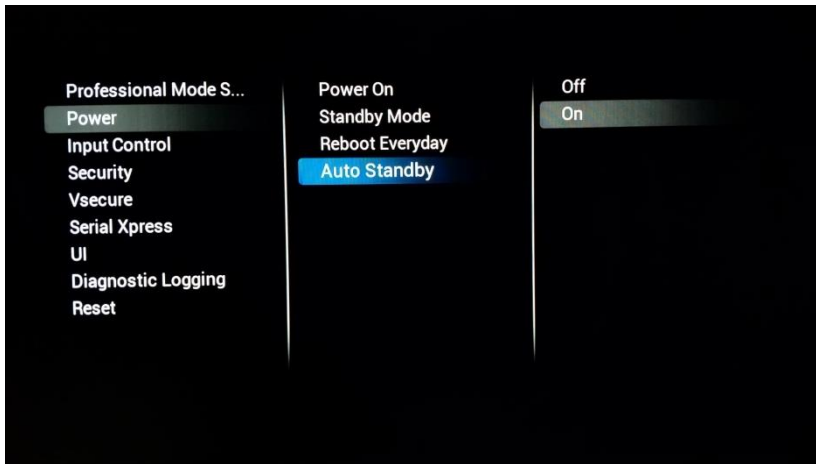 Professional Mode S...
Power
Input Control
Security
Vsecure
Serial Xpress
UI
Diagnostic Logging
Reset
Power On
Standby Mode
Reboot Everyday
Auto Standby
Off
On